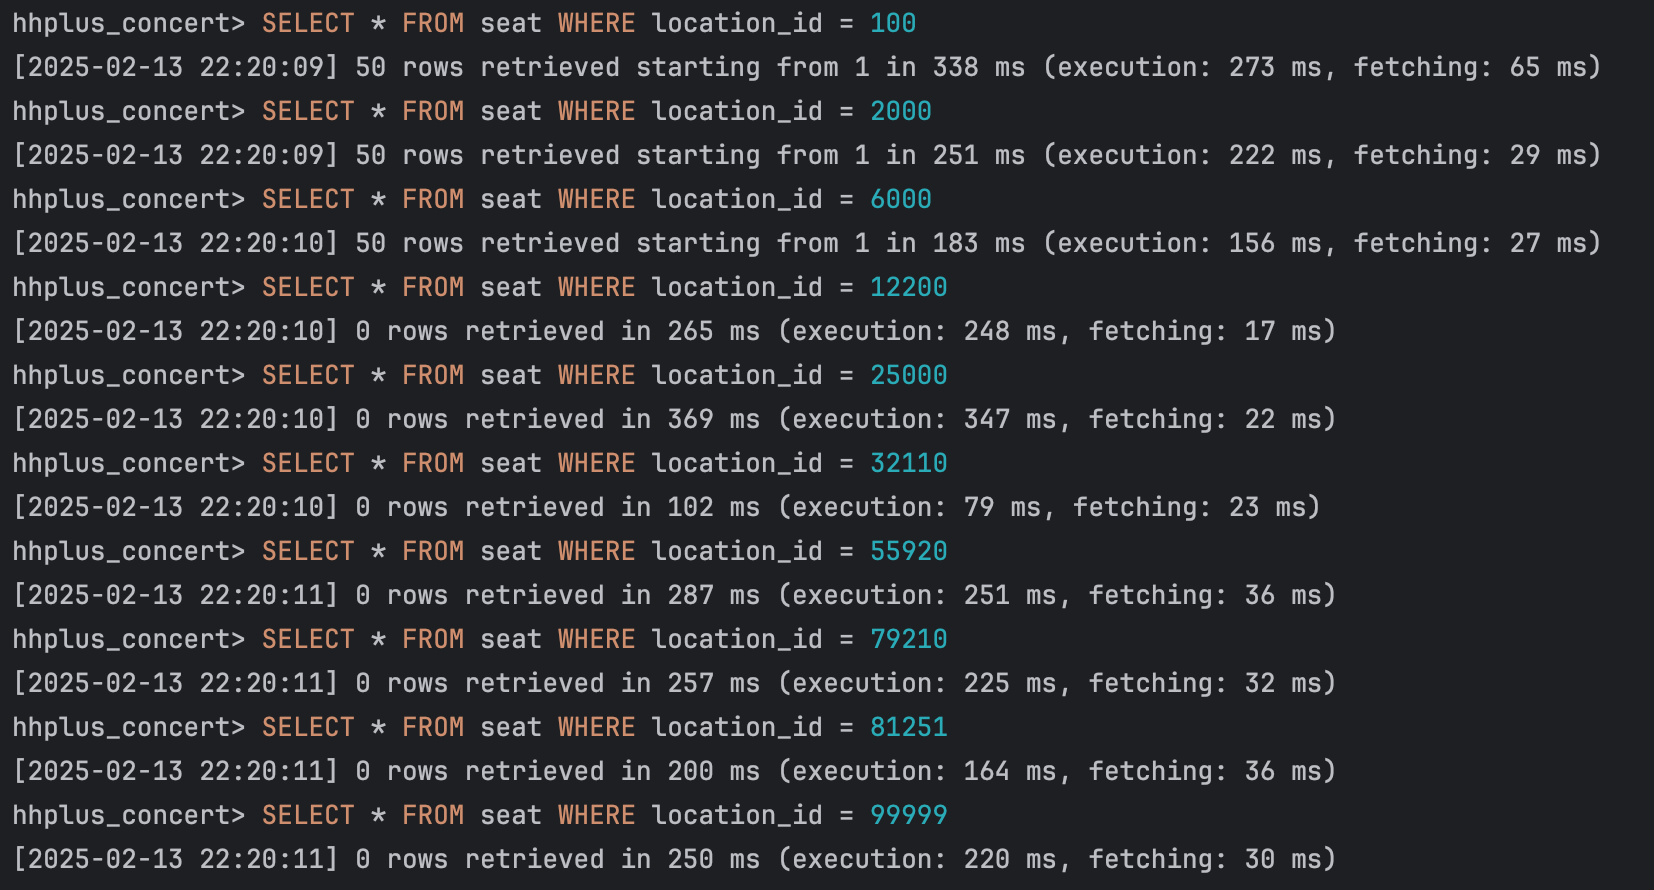 hhplus_concert> SELECT * FROM seat WHERE location_id = 100
[2025-02-13 22:20:09] 50 rows retrieved starting from 1 in 338 ms (execution: 273 ms, fetching: 65 ms)
hhplus_concert> SELECT * FROM seat WHERE location_id = 2000
[2025-02-13 22:20:09] 50 rows retrieved starting from 1 in 251 ms (execution: 222 ms, fetching: 29 ms)
hhplus_concert> SELECT * FROM seat WHERE location_id = 6000
[2025-02-13 22:20:10] 50 rows retrieved starting from 1 in 183 ms (execution: 156 ms, fetching: 27 ms)
hhplus_concert> SELECT * FROM seat WHERE location_id = 12200
[2025-02-13 22:20:10] 0 rows retrieved in 265 ms (execution: 248 ms, fetching: 17 ms)
hhplus_concert> SELECT * FROM seat WHERE location_id = 25000
[2025-02-13 22:20:10] 0 rows retrieved in 369 ms (execution: 347 ms, fetching: 22 ms)
hhplus_concert> SELECT * FROM seat WHERE location_id = 32110
[2025-02-13 22:20:10] 0 rows retrieved in 102 ms (execution: 79 ms, fetching: 23 ms)
hhplus_concert> SELECT * FROM seat WHERE location_id = 55920
[2025-02-13 22:20:11] 0 rows retrieved in 287 ms (execution: 251 ms, fetching: 36 ms)
hhplus_concert> SELECT * FROM seat WHERE location_id = 79210
[2025-02-13 22:20:11] 0 rows retrieved in 257 ms (execution: 225 ms, fetching: 32 ms)
hhplus_concert> SELECT * FROM seat WHERE location_id = 81251
[2025-02-13 22:20:11] 0 rows retrieved in 200 ms (execution: 164 ms, fetching: 36 ms)
hhplus_concert> SELECT * FROM seat WHERE location_id = 99999
[2025-02-13 22:20:11] 0 rows retrieved in 250 ms (execution: 220 ms, fetching: 30 ms)